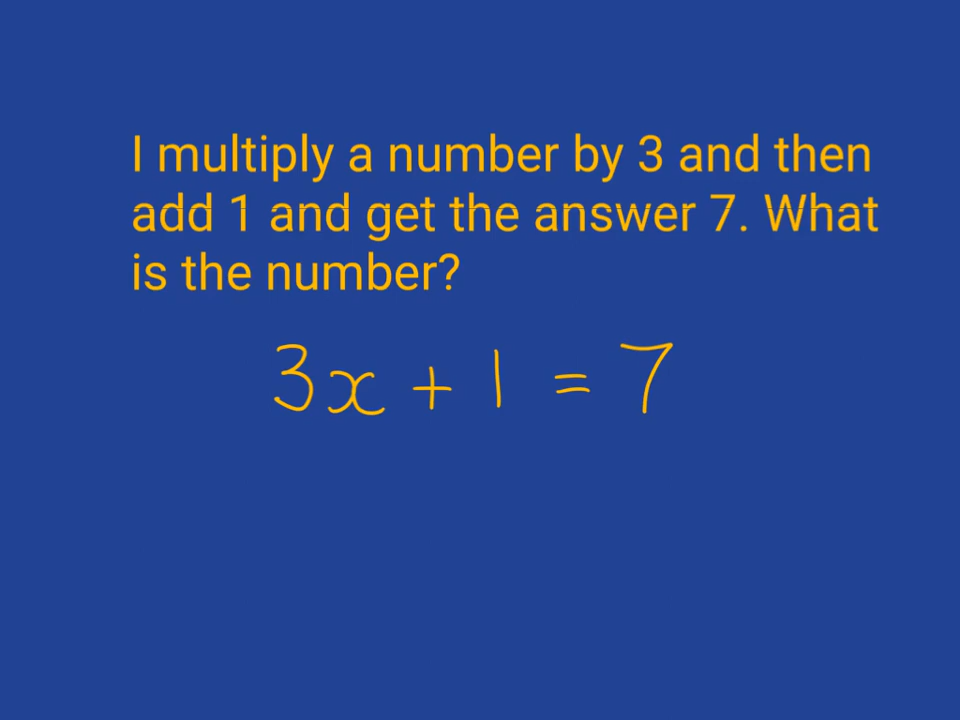 I multiply a number by 3 and then
add 1 and get the answer 7. What
is the number?
3x + 1 = 7